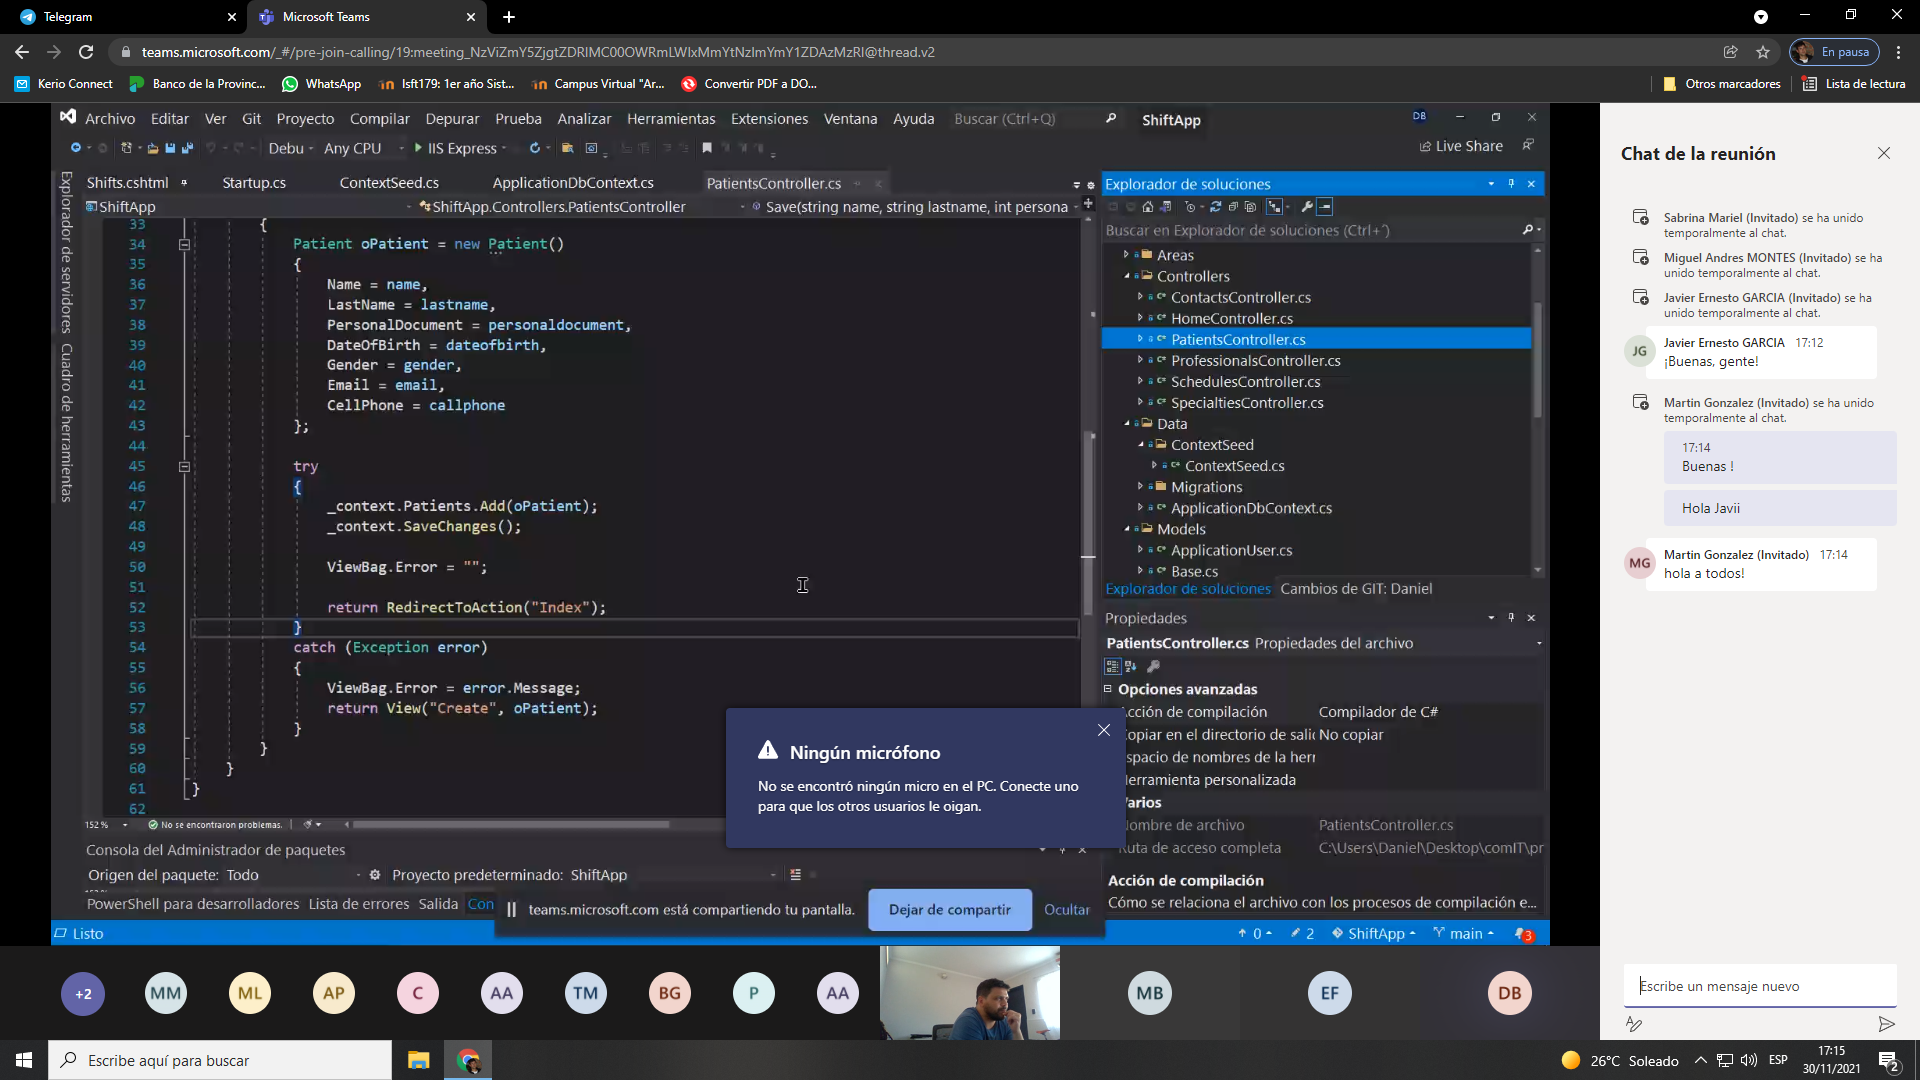 Telegram
Microsoft Teams
teams.microsoft.com/_#/pre-join-calling/19:meeting_NzViZmY5ZjgtZDRlMC00OWRmLWIxMmYtNzlmYmY1ZDAzMzRl@thread.v2
En pausa
Kerio Connect
Banco de la Provinc...
WhatsApp
Isft179: 1er año Sist...
Campus Virtual "Ar...
Convertir PDF a DO...
Otros marcadores
Lista de lectura
Archivo Editar Ver Git Proyecto Compilar Depurar Prueba Analizar Herramientas Extensiones Ventana Ayuda Buscar (Ctrl+Q) ShiftApp DB
Debu Any CPU IIS Express Live Share
Explorador de servidores
Cuadro de herramientas
Shifts.cshtml Startup.cs ContextSeed.cs ApplicationDbContext.cs PatientsController.cs
ShiftApp ShiftApp.Controllers.PatientsController Save(string name, string lastname, int persona
33 {
34 Patient oPatient = new Patient()
35 {
36 Name = name,
37 LastName = lastname,
38 PersonalDocument = personaldocument,
39 DateOfBirth = dateofbirth,
40 Gender = gender,
41 Email = email,
42 CellPhone = callphone
43 };
44
45 try
46 {
47 _context.Patients.Add(oPatient);
48 _context.SaveChanges();
49
50 ViewBag.Error = "";
51
52 return RedirectToAction("Index");
53 }
54 catch (Exception error)
55 {
56 ViewBag.Error = error.Message;
57 return View("Create", oPatient);
58 }
59 }
60 }
61 }
62
152 % No se encontraron problemas.
Consola del Administrador de paquetes
Origen del paquete: Todo Proyecto predeterminado: ShiftApp
PowerShell para desarrolladores Lista de errores Salida Con
Listo
Explorador de soluciones
Buscar en Explorador de soluciones (Ctrl+´)
Areas
Controllers
ContactsController.cs
HomeController.cs
PatientsController.cs
ProfessionalsController.cs
SchedulesController.cs
SpecialtiesController.cs
Data
ContextSeed
ContextSeed.cs
Migrations
ApplicationDbContext.cs
Models
ApplicationUser.cs
Base.cs
Explorador de soluciones Cambios de GIT: Daniel
Propiedades
PatientsController.cs Propiedades del archivo
Opciones avanzadas
Acción de compilación Compilador de C#
Copiar en el directorio de salic No copiar
spacio de nombres de la herr
Herramienta personalizada
Varios
Nombre de archivo PatientsController.cs
Ruta de acceso completa C:\Users\Daniel\Desktop\comIT\pr
Acción de compilación
Cómo se relaciona el archivo con los procesos de compilación e...
0 2 ShiftApp main 3
Ningún micrófono
No se encontró ningún micro en el PC. Conecte uno
para que los otros usuarios le oigan.
teams.microsoft.com está compartiendo tu pantalla.
Dejar de compartir
Ocultar
+2 MM ML AP C AA TM BG P AA MB EF DB
Chat de la reunión
Sabrina Mariel (Invitado) se ha unido
temporalmente al chat.
Miguel Andres MONTES (Invitado) se ha
unido temporalmente al chat.
Javier Ernesto GARCIA (Invitado) se ha
unido temporalmente al chat.
JG
Javier Ernesto GARCIA 17:12
¡Buenas, gente!
Martin Gonzalez (Invitado) se ha unido
temporalmente al chat.
17:14
Buenas !
Hola Javii
MG
Martin Gonzalez (Invitado) 17:14
hola a todos!
Escribe un mensaje nuevo
Escribe aquí para buscar
26°C Soleado
ESP
17:15
30/11/2021
2